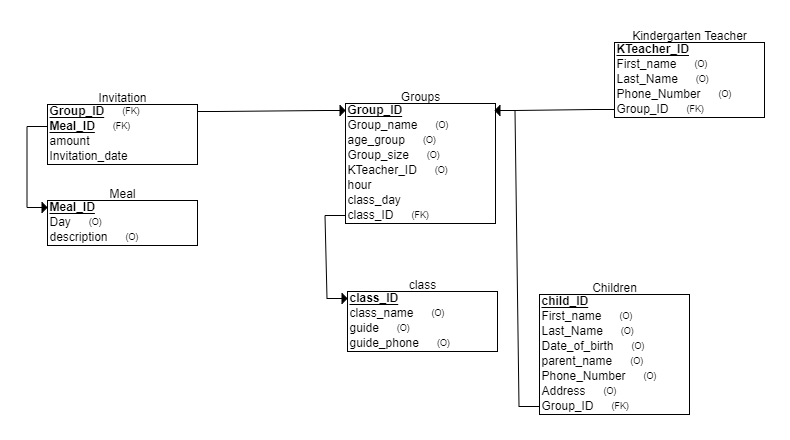 Invitation
Group_ID (FK)
Meal_ID (FK)
amount
Invitation_date
Meal
Meal_ID
Day (O)
description (O)
Groups
Group_ID
Group_name (O)
age_group (O)
Group_size (O)
KTeacher_ID (O)
hour
class_day
class_ID (FK)
class
class_ID
class_name (O)
guide (O)
guide_phone (O)
Kindergarten Teacher
KTeacher_ID
First_name (O)
Last_Name (O)
Phone_Number (O)
Group_ID (FK)
Children
child_ID
First_name (O)
Last_Name (O)
Date_of_birth (O)
parent_name (O)
Phone_Number (O)
Address (O)
Group_ID (FK)